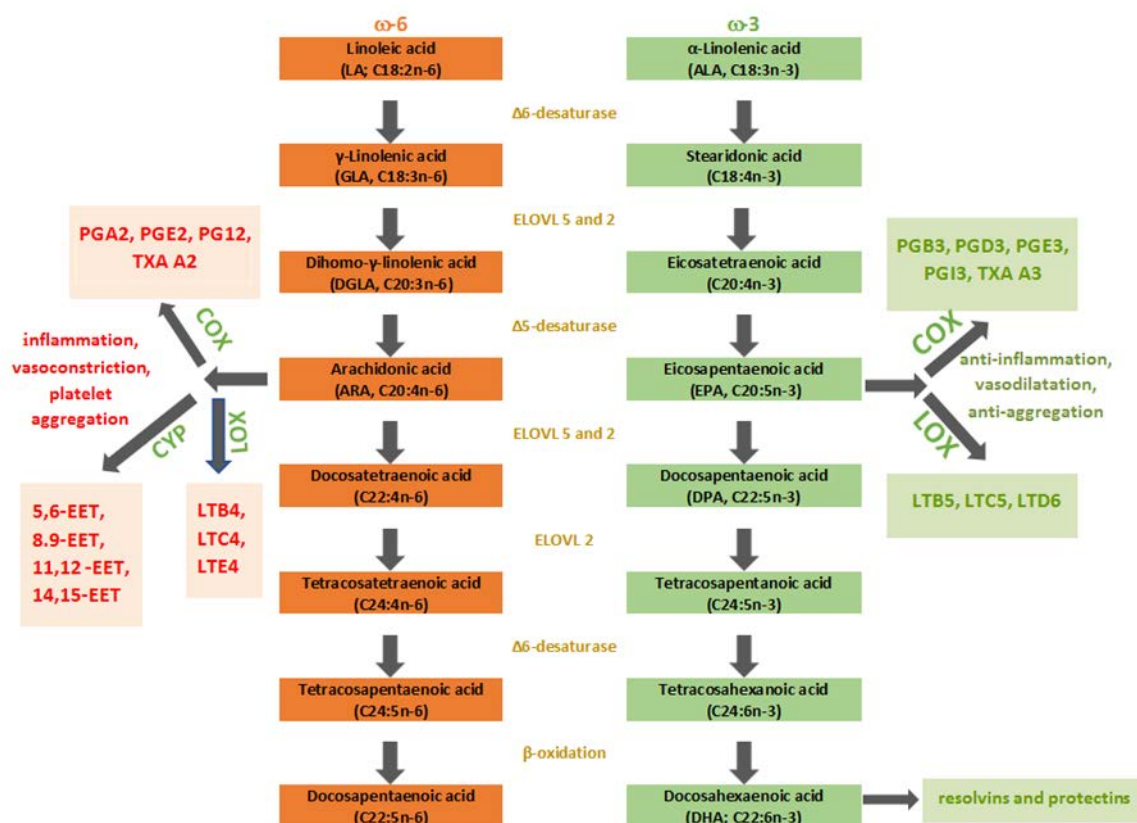 ω-6
ω-3
Linoleic acid
(LA; C18:2n-6)
α-Linolenic acid
(ALA, C18:3n-3)
Δ6-desaturase
γ-Linolenic acid
(GLA, C18:3n-6)
Stearidonic acid
(C18:4n-3)
ELOVL 5 and 2
PGA2, PGE2, PG12,
TXA A2
Dihomo-γ-linolenic acid
(DGLA, C20:3n-6)
Eicosatetraenoic acid
(C20:4n-3)
PGB3, PGD3, PGE3,
PGI3, TXA A3
Δ5-desaturase
COX
COX
inflammation,
vasoconstriction,
platelet
aggregation
Arachidonic acid
(ARA, C20:4n-6)
Eicosapentaenoic acid
(EPA, C20:5n-3)
anti-inflammation,
vasodilatation,
anti-aggregation
CYP
LOX
ELOVL 5 and 2
LOX
Docosatetraenoic acid
(C22:4n-6)
Docosapentaenoic acid
(DPA, C22:5n-3)
5,6-EET,
8.9-EET,
11,12 -EET,
14,15-EET
LTB4,
LTC4,
LTE4
LTB5, LTC5, LTD6
ELOVL 2
Tetracosatetraenoic acid
(C24:4n-6)
Tetracosapentanoic acid
(C24:5n-3)
Δ6-desaturase
Tetracosapentaenoic acid
(C24:5n-6)
Tetracosahexanoic acid
(C24:6n-3)
β-oxidation
Docosapentaenoic acid
(C22:5n-6)
Docosahexaenoic acid
(DHA; C22:6n-3)
resolvins and protectins